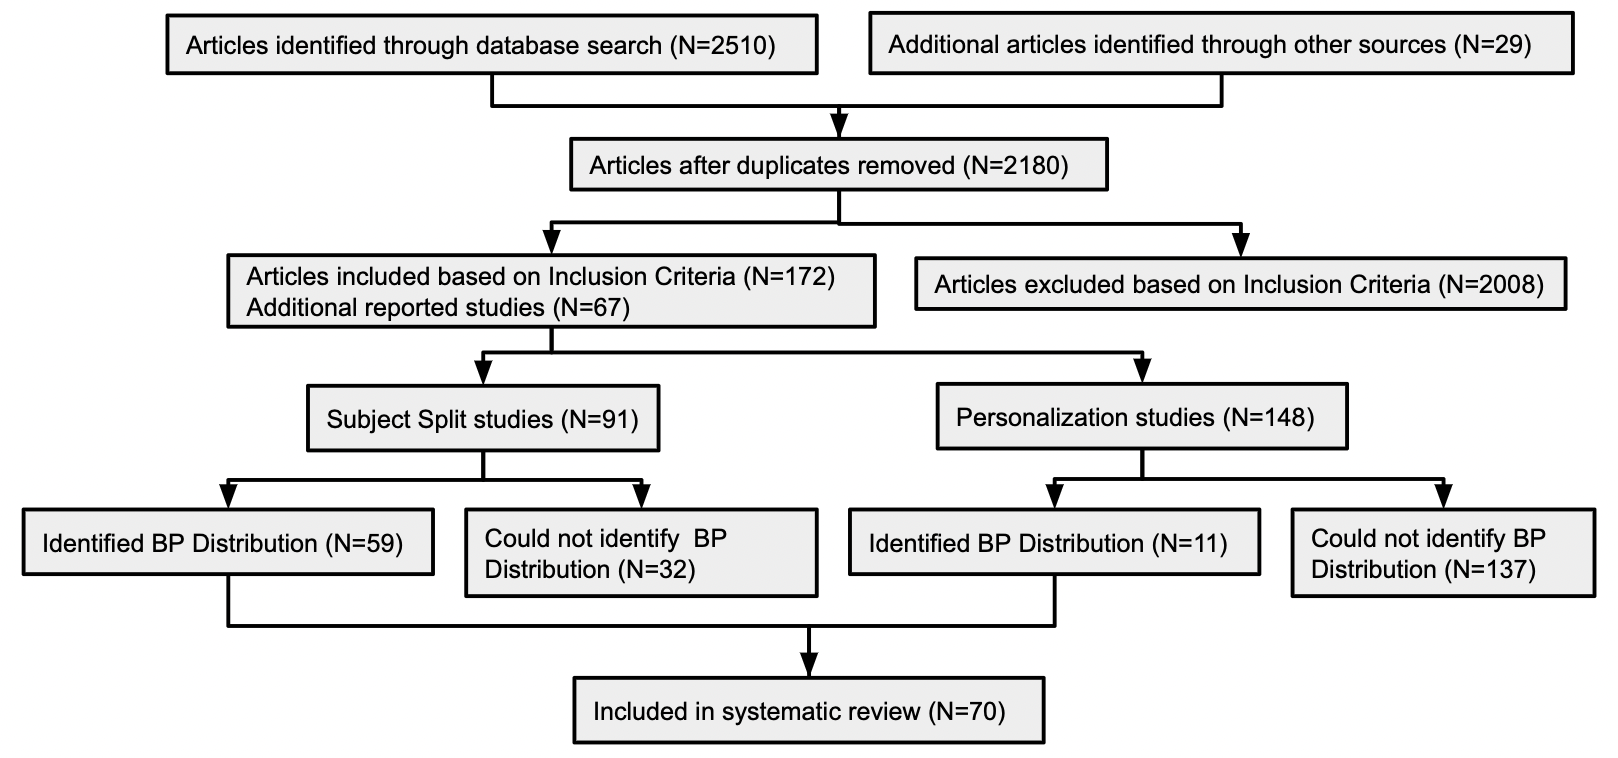 Articles identified through database search (N=2510)
Additional articles identified through other sources (N=29)
Articles after duplicates removed (N=2180)
Articles included based on Inclusion Criteria (N=172)
Additional reported studies (N=67)
Articles excluded based on Inclusion Criteria (N=2008)
Subject Split studies (N=91)
Personalization studies (N=148)
Identified BP Distribution (N=59)
Could not identify BP
Distribution (N=32)
Identified BP Distribution (N=11)
Could not identify BP
Distribution (N=137)
Included in systematic review (N=70)